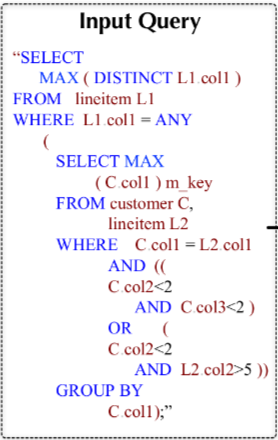 Input Query
“SELECT
MAX ( DISTINCT L1.col1 )
FROM lineitem L1
WHERE L1.col1 = ANY
(
SELECT MAX
( C.col1 ) m_key
FROM customer C,
lineitem L2
WHERE C.col1 = L2.col1
AND ((
C.col2<2
AND C.col3<2 )
OR (
C.col2<2
AND L2.col2>5 ))
GROUP BY
C.col1);”